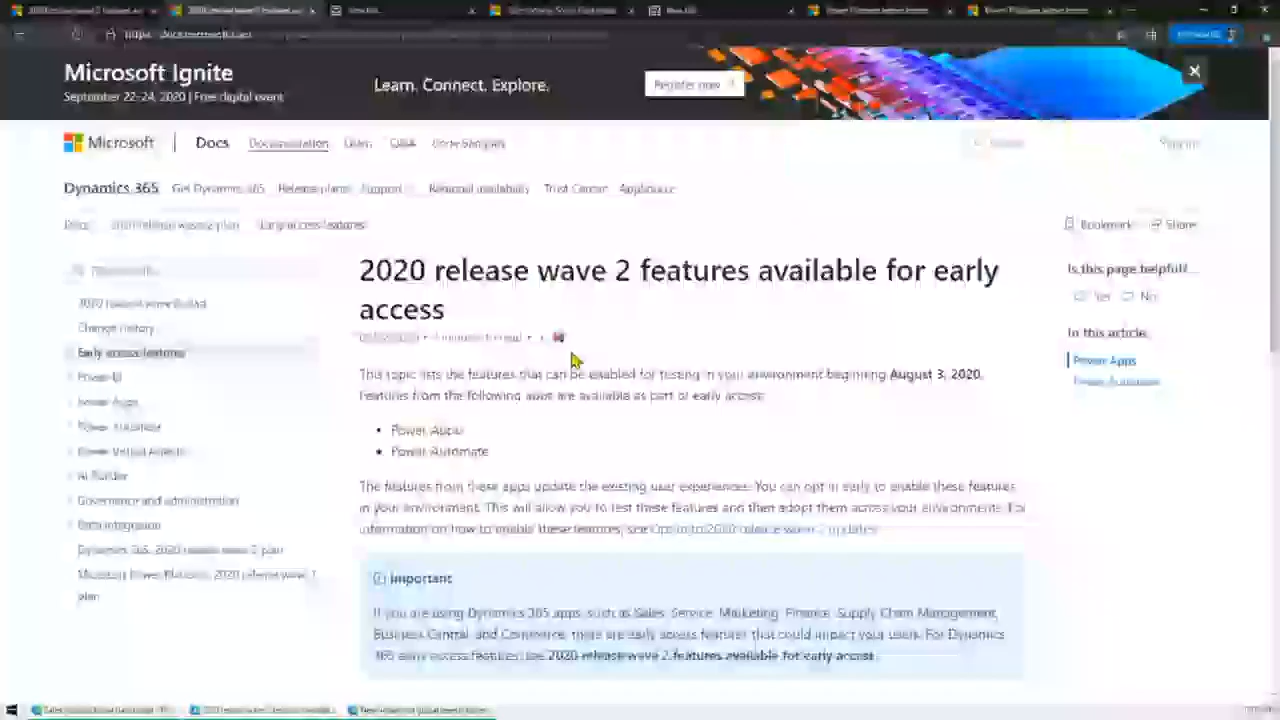 Microsoft Ignite
September 22–24, 2020 | Free digital event
Learn. Connect. Explore.
Register now
Microsoft
Docs
Documentation
Learn
Q&A
Code Samples
Dynamics 365
Get Dynamics 365
Release plans
Support
Regional availability
Trust Center
AppSource
2020 release wave 2 plan
Early access features
Bookmark
Share
2020 release wave 2 features available for early
access
Is this page helpful?
Yes
No
In this article
Power Apps
Power Automate
Change history
Early access features
Power BI
Power Apps
Power Automate
Power Virtual Agents
AI Builder
Governance and administration
Data integration
Dynamics 365: 2020 release wave 2 plan
Microsoft Power Platform: 2020 release wave
plan
This topic lists the features that can be enabled for testing in your environment beginning August 3, 2020.
Features from the following apps are available as part of early access:
• Power Apps
• Power Automate
The features from these apps update the existing user experiences. You can opt in early to enable these features
in your environment. This will allow you to test these features and then adopt them across your environments. For
information on how to enable these features, see Opt in to 2020 release wave 2 updates.
Important
If you are using Dynamics 365 apps, such as Sales, Service, Marketing, Finance, Supply Chain Management,
Business Central, and Commerce, there are early access features that could impact your users. For Dynamics
365 early access features, see 2020 release wave 2 features available for early access.